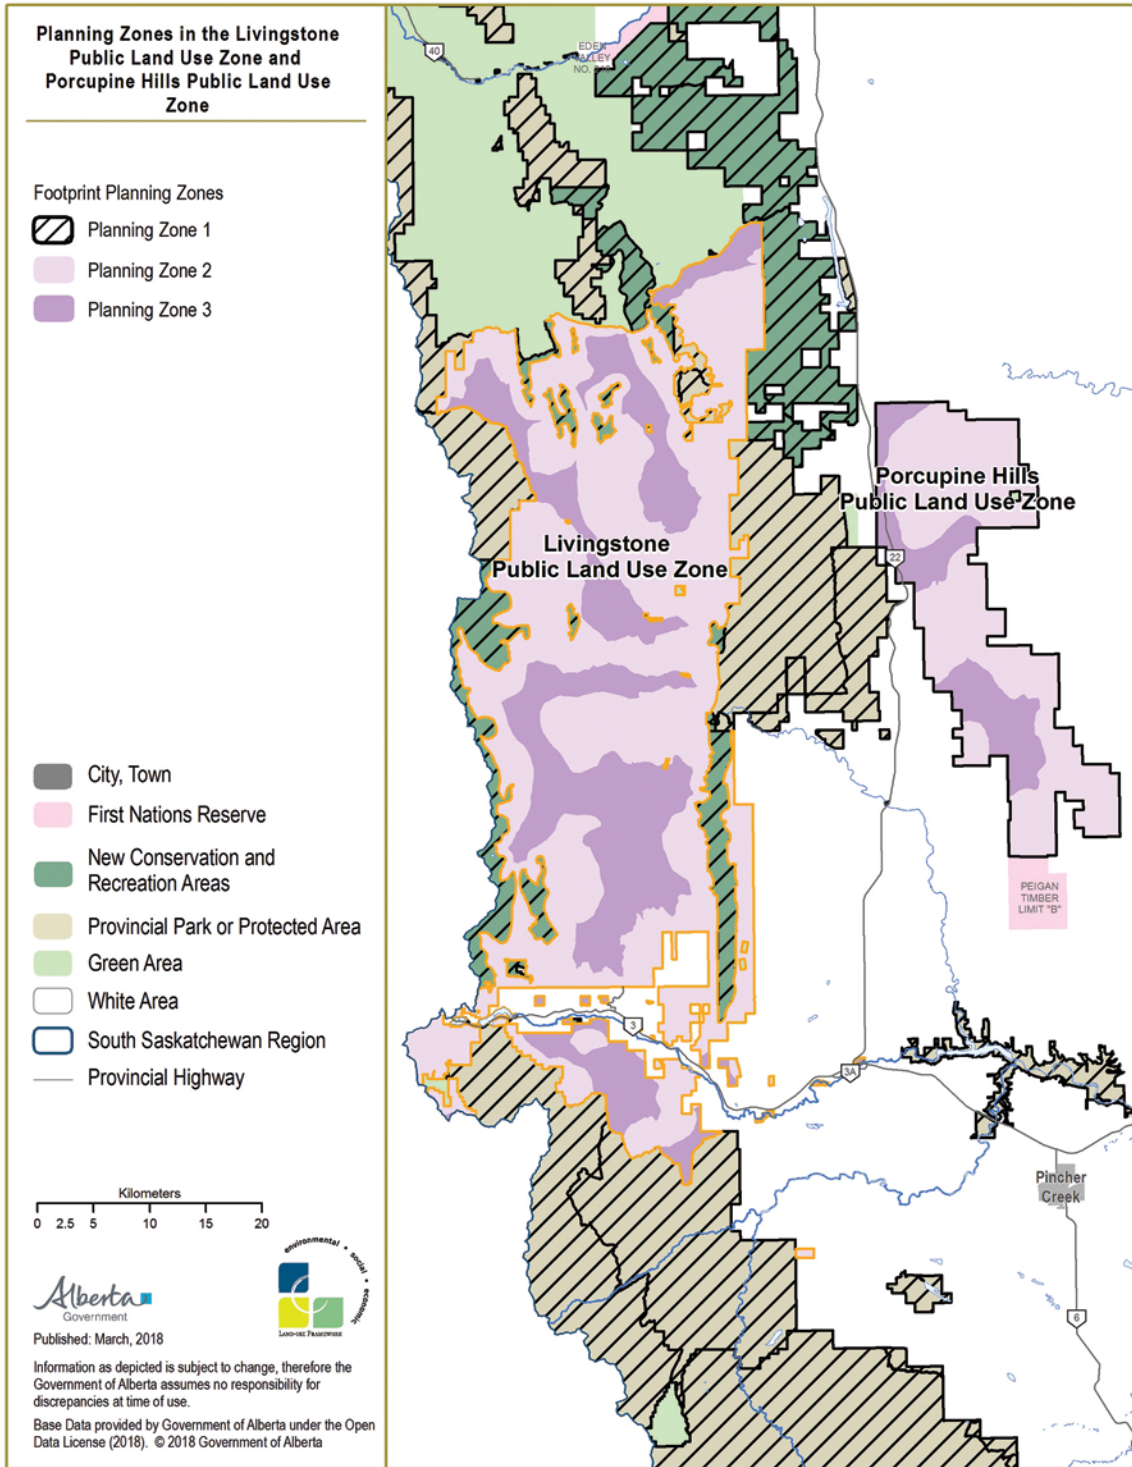 Planning Zones in the Livingstone
Public Land Use Zone and
Porcupine Hills Public Land Use
Zone
Footprint Planning Zones
Planning Zone 1
Planning Zone 2
Planning Zone 3
City, Town
First Nations Reserve
New Conservation and
Recreation Areas
Provincial Park or Protected Area
Green Area
White Area
South Saskatchewan Region
Provincial Highway
Kilometers
0 2.5 5 10 15 20
Alberta
Government
environmental • social • economic
LAND-USE FRAMEWORK
Published: March, 2018
Information as depicted is subject to change, therefore the
Government of Alberta assumes no responsibility for
discrepancies at time of use.
Base Data provided by Government of Alberta under the Open
Data License (2018). © 2018 Government of Alberta
40
EDEN
VALLEY
NO.
Porcupine Hills
Public Land Use Zone
22
Livingstone
Public Land Use Zone
PEIGAN
TIMBER
LIMIT "B"
3
3A
Pincher
Creek
6